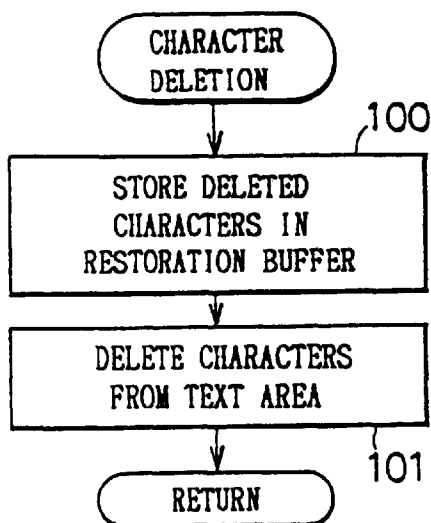 CHARACTER
DELETION
100
STORE DELETED
CHARACTERS IN
RESTORATION BUFFER
DELETE CHARACTERS
FROM TEXT AREA
101
RETURN